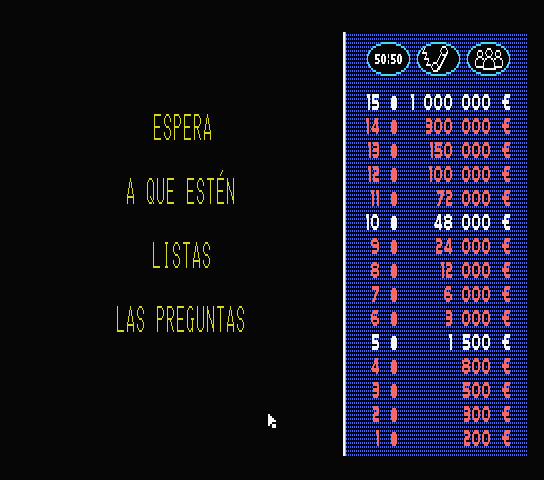 ESPERA
A QUE ESTÉN
LISTAS
LAS PREGUNTAS
50:50
15 1 000 000 €
14 300 000 €
13 150 000 €
12 100 000 €
11 72 000 €
10 48 000 €
9 24 000 €
8 12 000 €
7 6 000 €
6 3 000 €
5 1 500 €
4 800 €
3 500 €
2 300 €
1 200 €